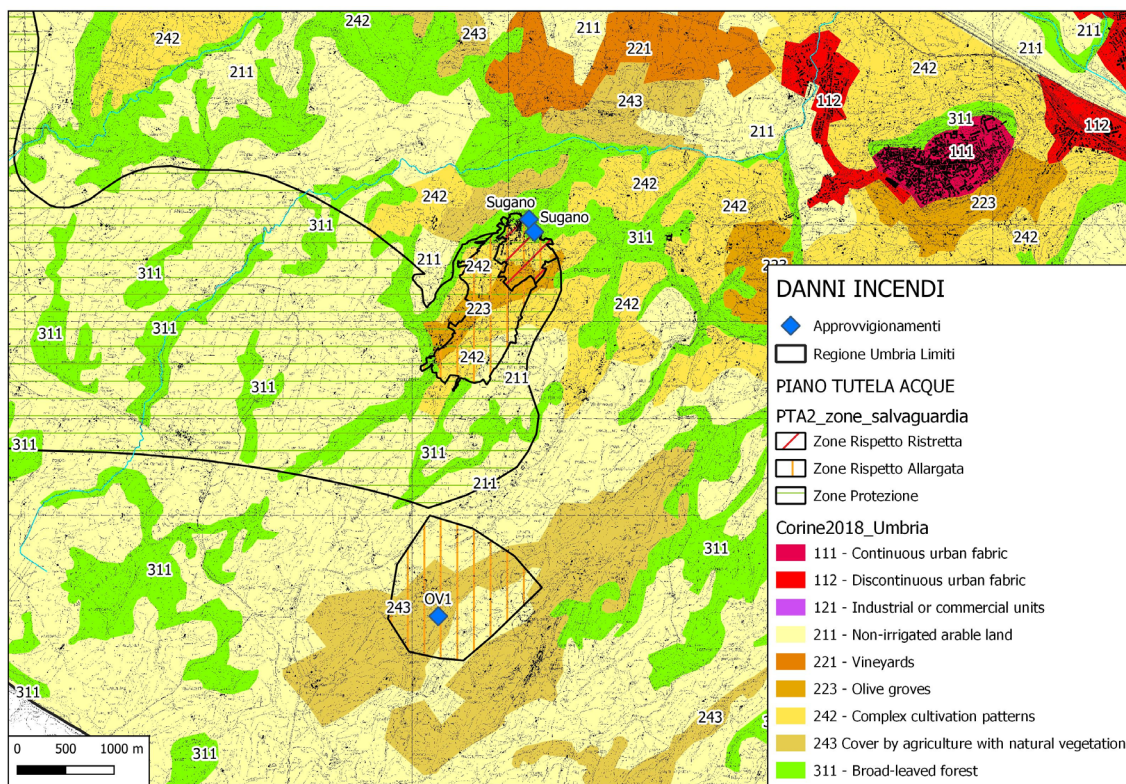 242
242
243
211
221
211
211
211
242
243
112
211
311
112
111
242
242
242
Sugano
Sugano
223
311
311
242
311
211
242
311
242
223
311
311
223
242
242
311
211
311
311
211
311
311
OV1
243
311
243
0 500 1000 m
DANNI INCENDI
Approvvigionamenti
Regione Umbria Limiti
PIANO TUTELA ACQUE
PTA2_zone_salvaguardia
Zone Rispetto Ristretta
Zone Rispetto Allargata
Zone Protezione
Corine2018_Umbria
111 - Continuous urban fabric
112 - Discontinuous urban fabric
121 - Industrial or commercial units
211 - Non-irrigated arable land
221 - Vineyards
223 - Olive groves
242 - Complex cultivation patterns
243 Cover by agriculture with natural vegetation
311 - Broad-leaved forest